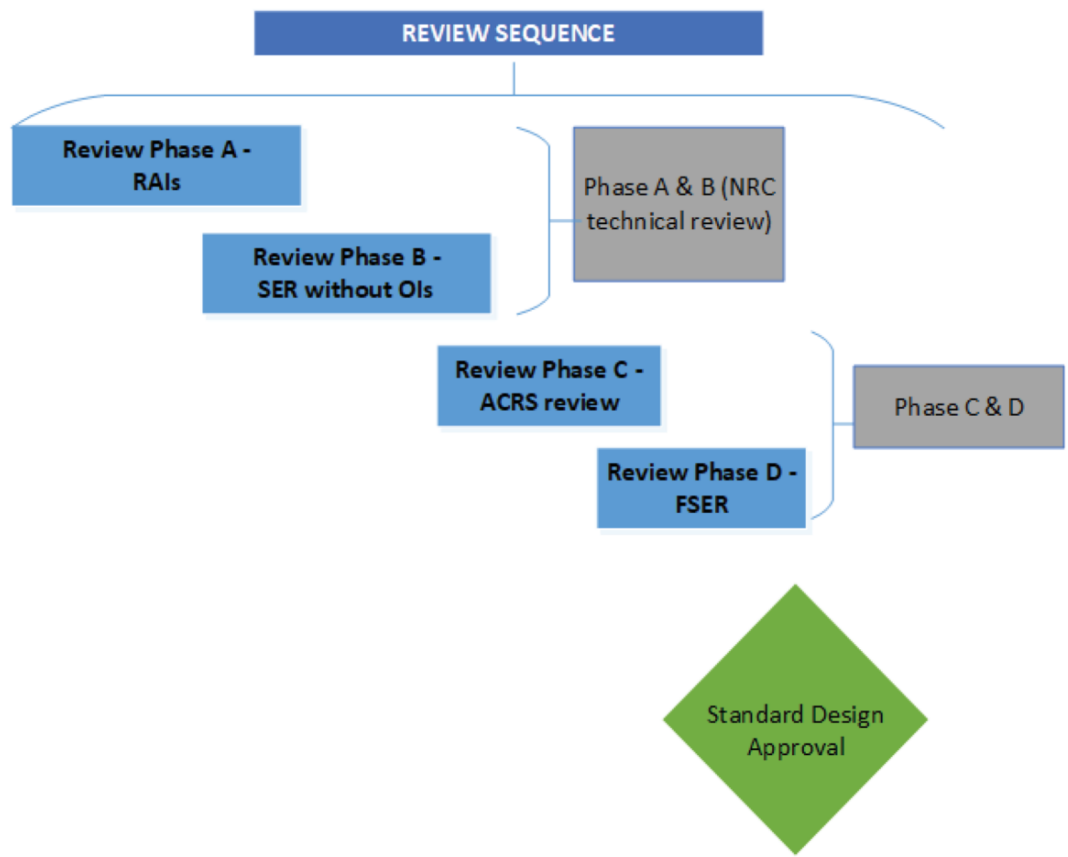 REVIEW SEQUENCE
Review Phase A -
RAIs
Phase A & B (NRC
technical review)
Review Phase B -
SER without OIs
Review Phase C -
ACRS review
Phase C & D
Review Phase D -
FSER
Standard Design
Approval